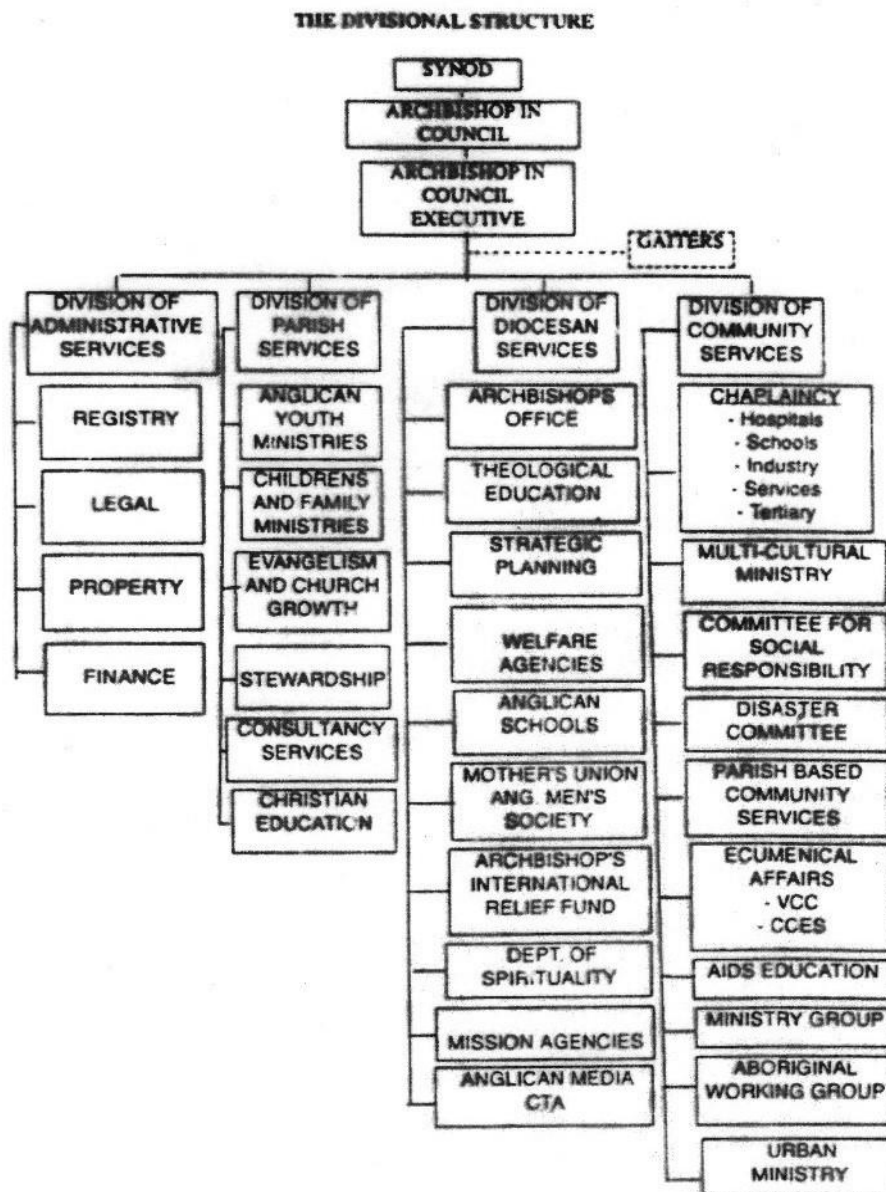 THE DIVISIONAL STRUCTURE
SYNOD
ARCHBISHOP IN
COUNCIL
ARCHBISHOP IN
COUNCIL
EXECUTIVE
GAITERS
DIVISION OF
ADMINISTRATIVE
SERVICES
REGISTRY
LEGAL
PROPERTY
FINANCE
DIVISION OF
PARISH
SERVICES
ANGLICAN
YOUTH
MINISTRIES
CHILDRENS
AND FAMILY
MINISTRIES
EVANGELISM
AND CHURCH
GROWTH
STEWARDSHIP
CONSULTANCY
SERVICES
CHRISTIAN
EDUCATION
DIVISION OF
DIOCESAN
SERVICES
ARCHBISHOPS
OFFICE
THEOLOGICAL
EDUCATION
STRATEGIC
PLANNING
WELFARE
AGENCIES
ANGLICAN
SCHOOLS
MOTHER'S UNION
ANG. MEN'S
SOCIETY
ARCHBISHOP'S
INTERNATIONAL
RELIEF FUND
DEPT. OF
SPIRITUALITY
MISSION AGENCIES
ANGLICAN MEDIA
CTA
DIVISION OF
COMMUNITY
SERVICES
CHAPLAINCY
- Hospitals
- Schools
- Industry
- Services
- Tertiary
MULTI-CULTURAL
MINISTRY
COMMITTEE FOR
SOCIAL
RESPONSIBILITY
DISASTER
COMMITTEE
PARISH BASED
COMMUNITY
SERVICES
ECUMENICAL
AFFAIRS
- VCC
- CCES
AIDS EDUCATION
MINISTRY GROUP
ABORIGINAL
WORKING GROUP
URBAN
MINISTRY